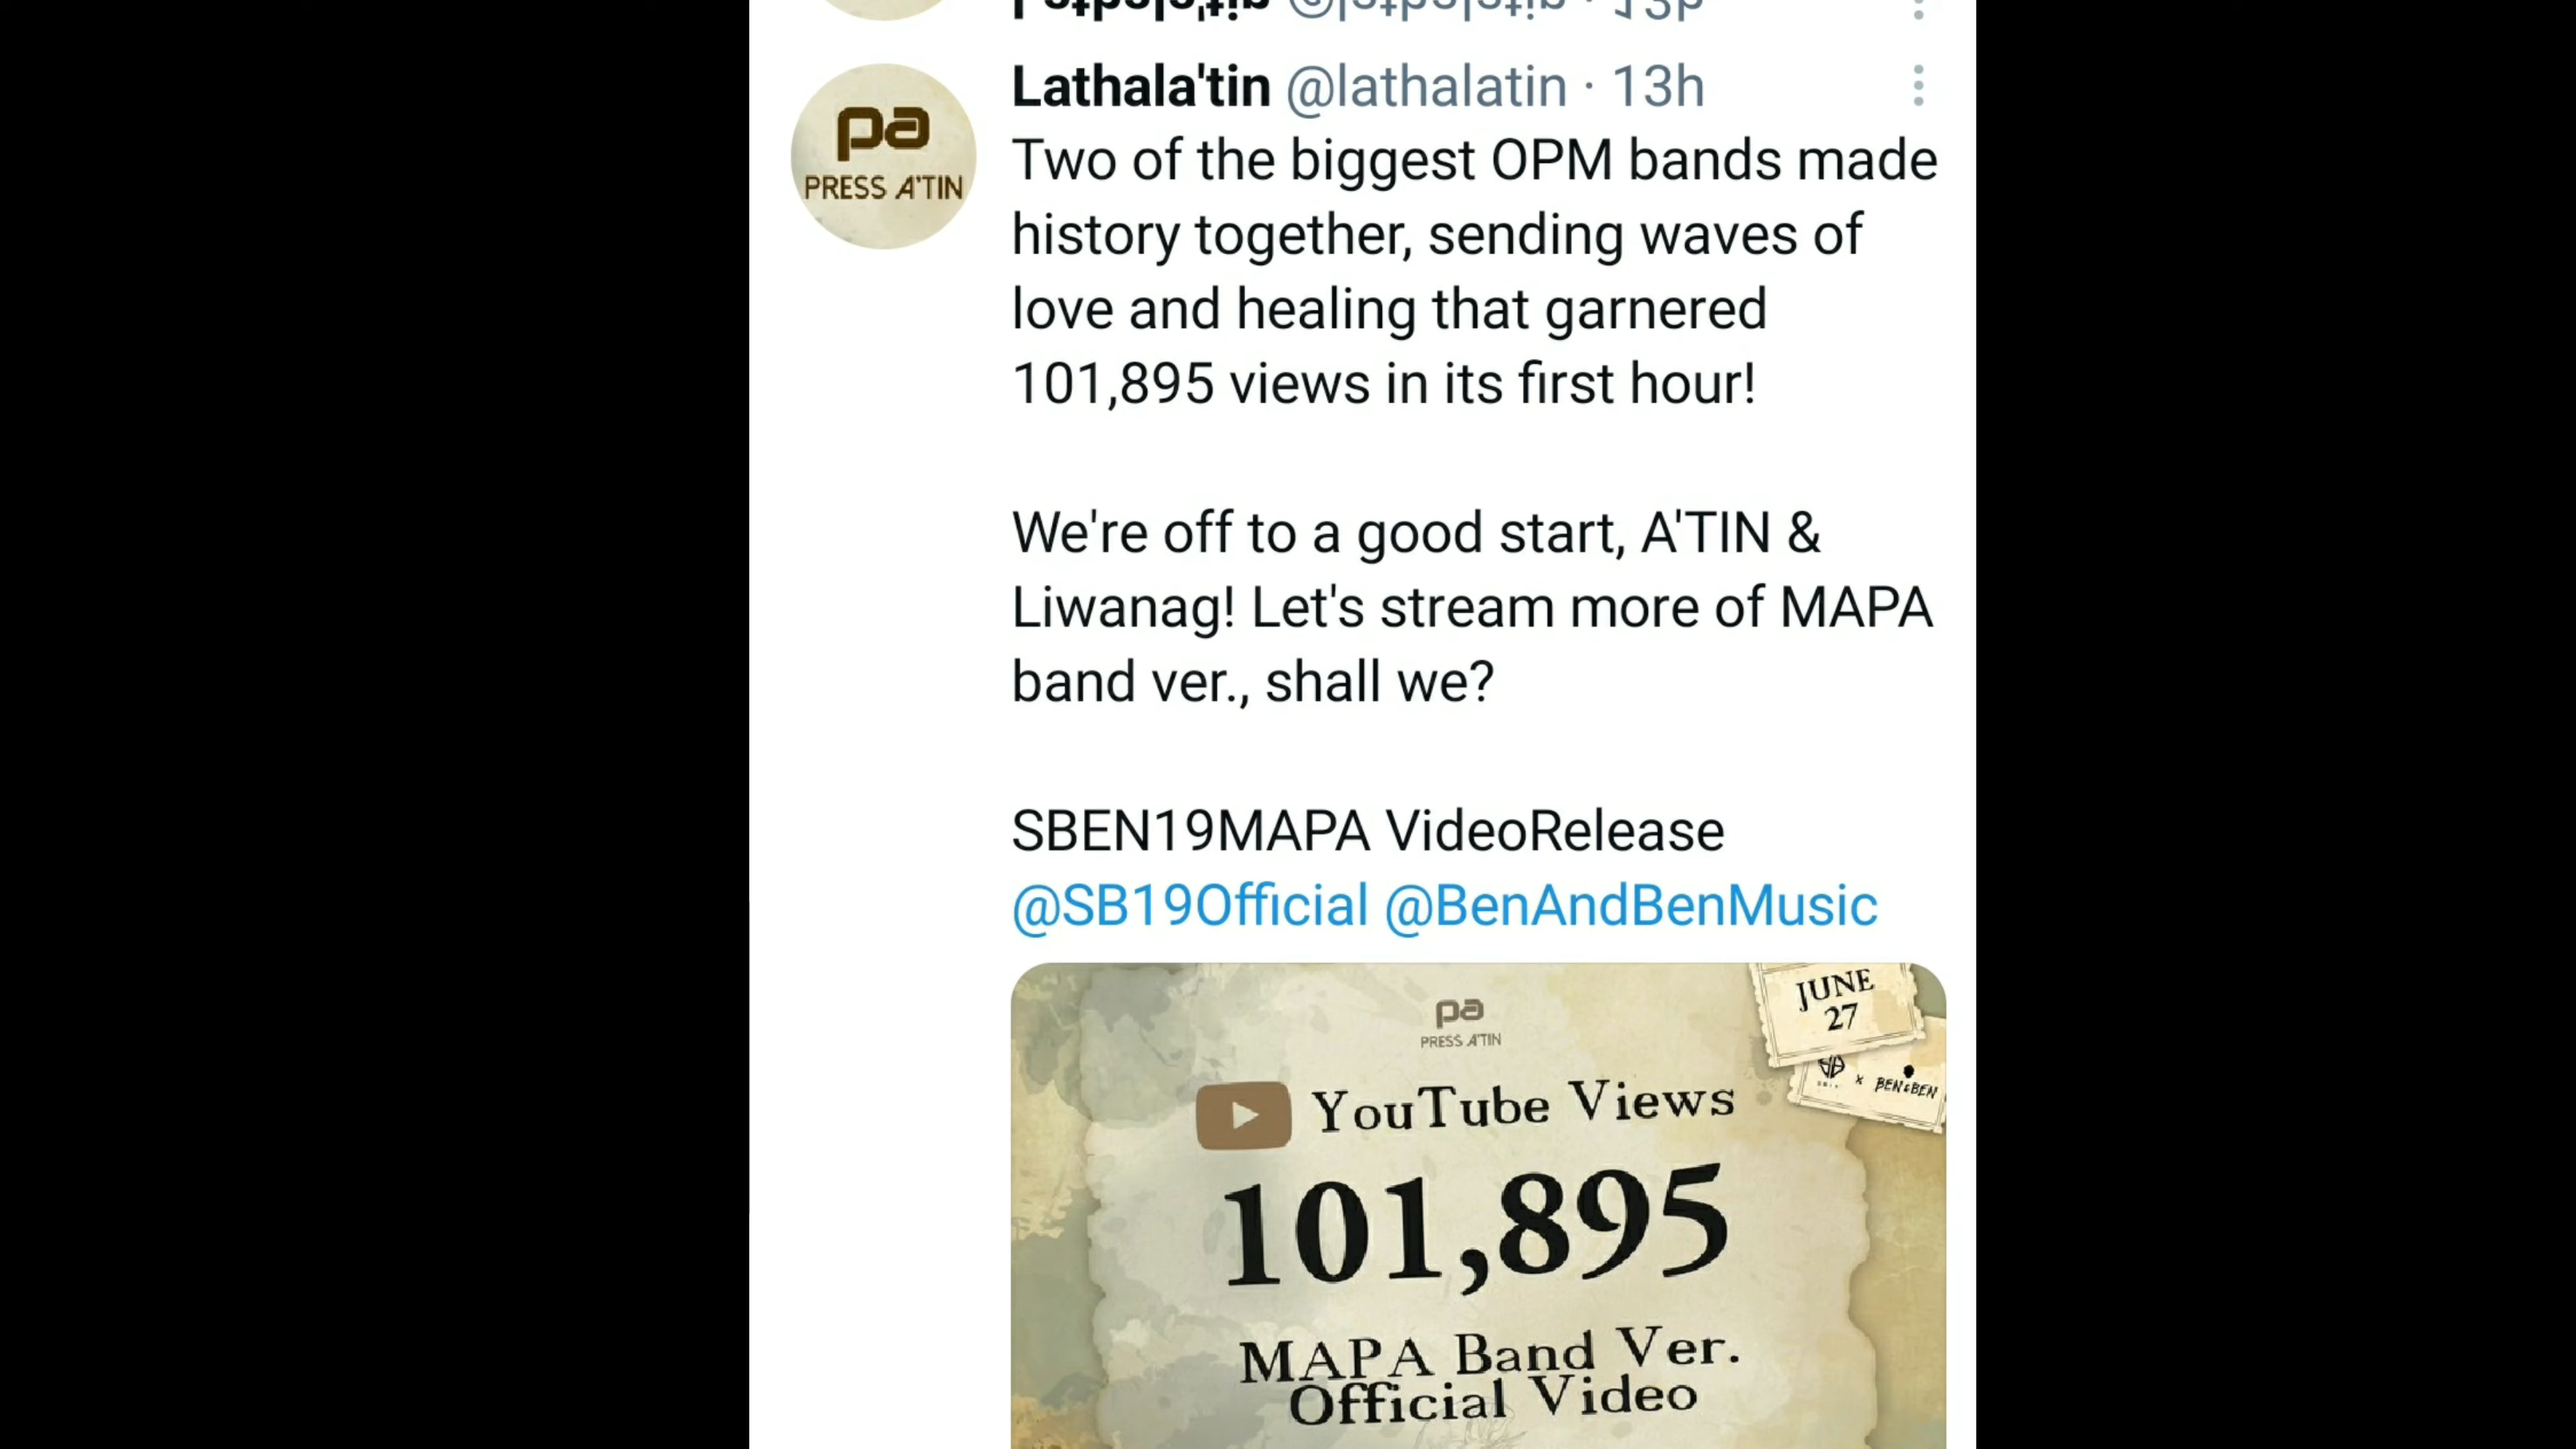 Lathala'tin @lathalatin · 13h
pa
PRESS A'TIN
Two of the biggest OPM bands made
history together, sending waves of
love and healing that garnered
101,895 views in its first hour!
We're off to a good start, A'TIN &
Liwanag! Let's stream more of MAPA
band ver., shall we?
SBEN19MAPA VideoRelease
@SB19Official @BenAndBenMusic
JUNE
27
pa
PRESS A'TIN
x BEN&BEN
YouTube Views
101,895
MAPA Band Ver.
Official Video